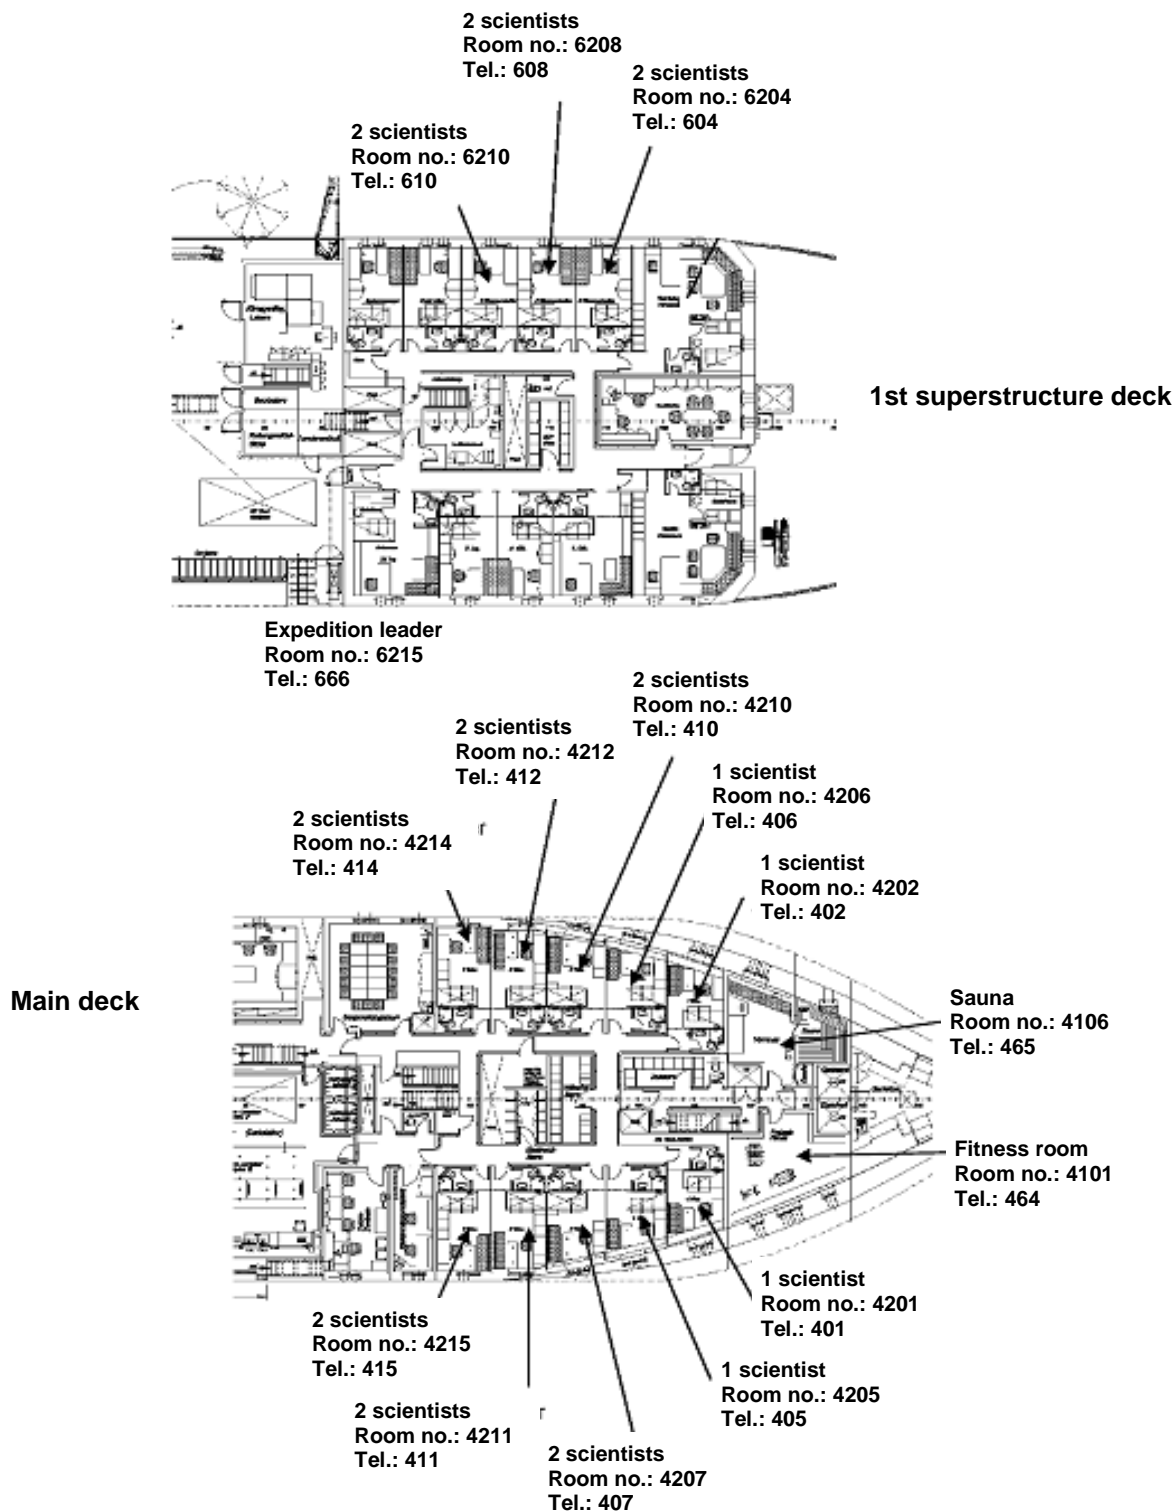 2 scientists
Room no.: 6208
Tel.: 608
2 scientists
Room no.: 6204
Tel.: 604
2 scientists
Room no.: 6210
Tel.: 610
1st superstructure deck
Expedition leader
Room no.: 6215
Tel.: 666
2 scientists
Room no.: 4210
Tel.: 410
2 scientists
Room no.: 4212
Tel.: 412
1 scientist
Room no.: 4206
Tel.: 406
2 scientists
Room no.: 4214
Tel.: 414
1 scientist
Room no.: 4202
Tel.: 402
Main deck
Sauna
Room no.: 4106
Tel.: 465
Fitness room
Room no.: 4101
Tel.: 464
1 scientist
Room no.: 4201
Tel.: 401
2 scientists
Room no.: 4215
Tel.: 415
1 scientist
Room no.: 4205
Tel.: 405
2 scientists
Room no.: 4211
Tel.: 411
2 scientists
Room no.: 4207
Tel.: 407